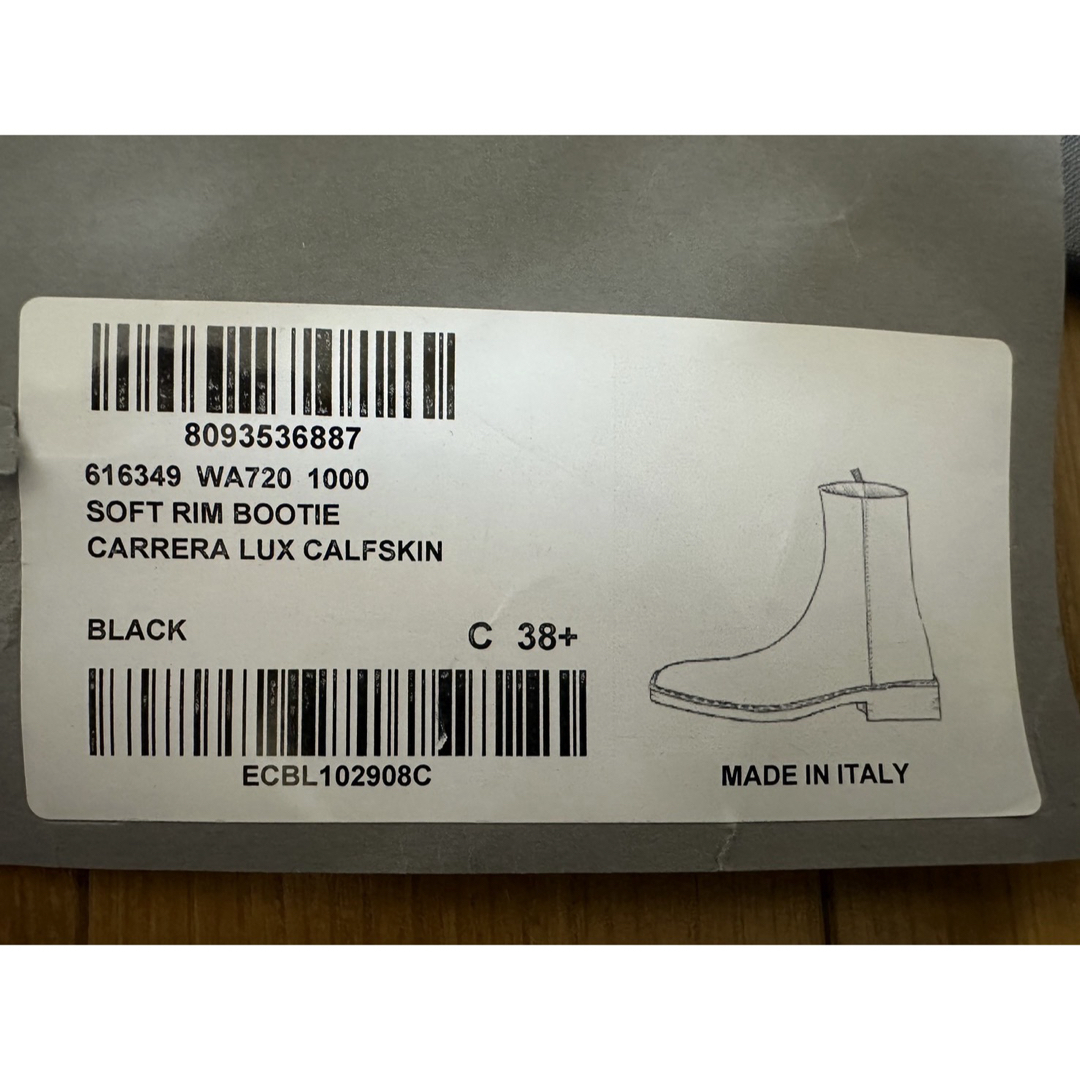 8093536887
616349 WA720 1000
SOFT RIM BOOTIE
CARRERA LUX CALFSKIN
BLACK C 38+
ECBL102908C
MADE IN ITALY